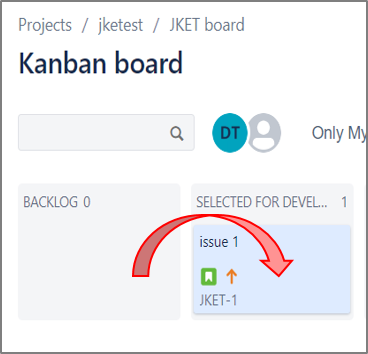 Projects / jketest / JKET board
Kanban board
DT Only My
BACKLOG 0 SELECTED FOR DEVEL... 1
issue 1
JKET-1